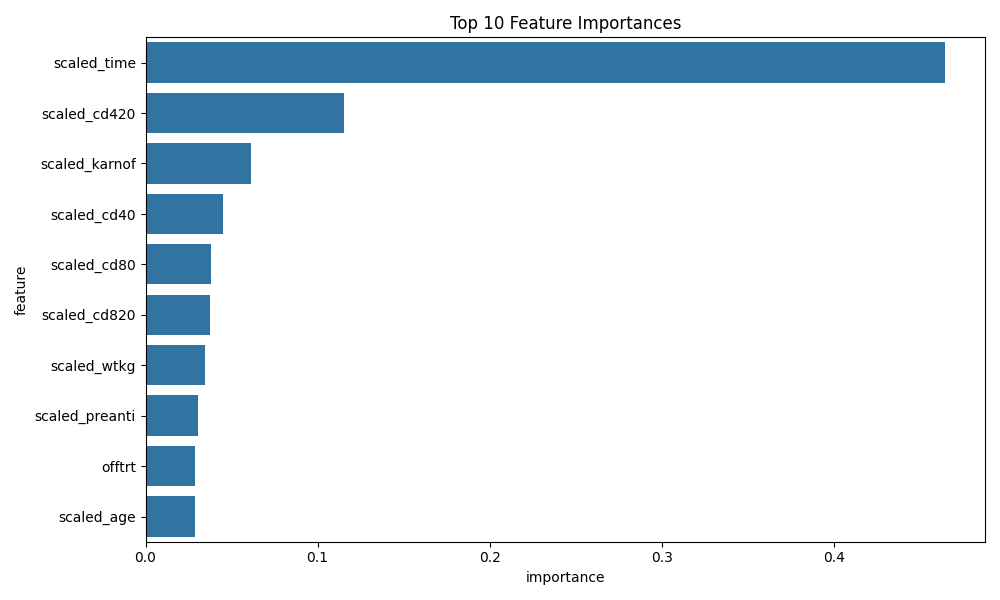 Top 10 Feature Importances
scaled_time
scaled_cd420
scaled_karnof
scaled_cd40
scaled_cd80
scaled_cd820
scaled_wtkg
scaled_preanti
offtrt
scaled_age
feature
0.0 0.1 0.2 0.3 0.4
importance